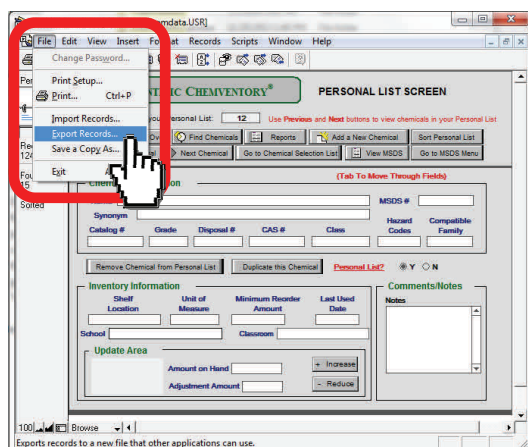 emdata.USR]
File Edit View Insert Format Records Scripts Window Help
Change Password...
Print Setup...
Print... Ctrl+P
Import Records...
Export Records...
Save a Copy As...
Exit
Sorted
CHEMVENTORY® PERSONAL LIST SCREEN
Personal List: 12 Use Previous and Next buttons to view chemicals in your Personal List
Find Chemicals Reports Add a New Chemical Sort Personal List
Next Chemical Go to Chemical Selection List View MSDS Go to MSDS Menu
(Tab To Move Through Fields)
MSDS #
Synonym
Hazard Compatible
Catalog # Grade Disposal # CAS # Class Codes Family
Remove Chemical from Personal List Duplicate this Chemical Personal List? Y N
Inventory Information Comments/Notes
Shelf Unit of Minimum Reorder Last Used Notes
Location Measure Amount Date
School Classroom
Update Area
Amount on Hand + Increase
Adjustment Amount - Reduce
100 Browse
Exports records to a new file that other applications can use.